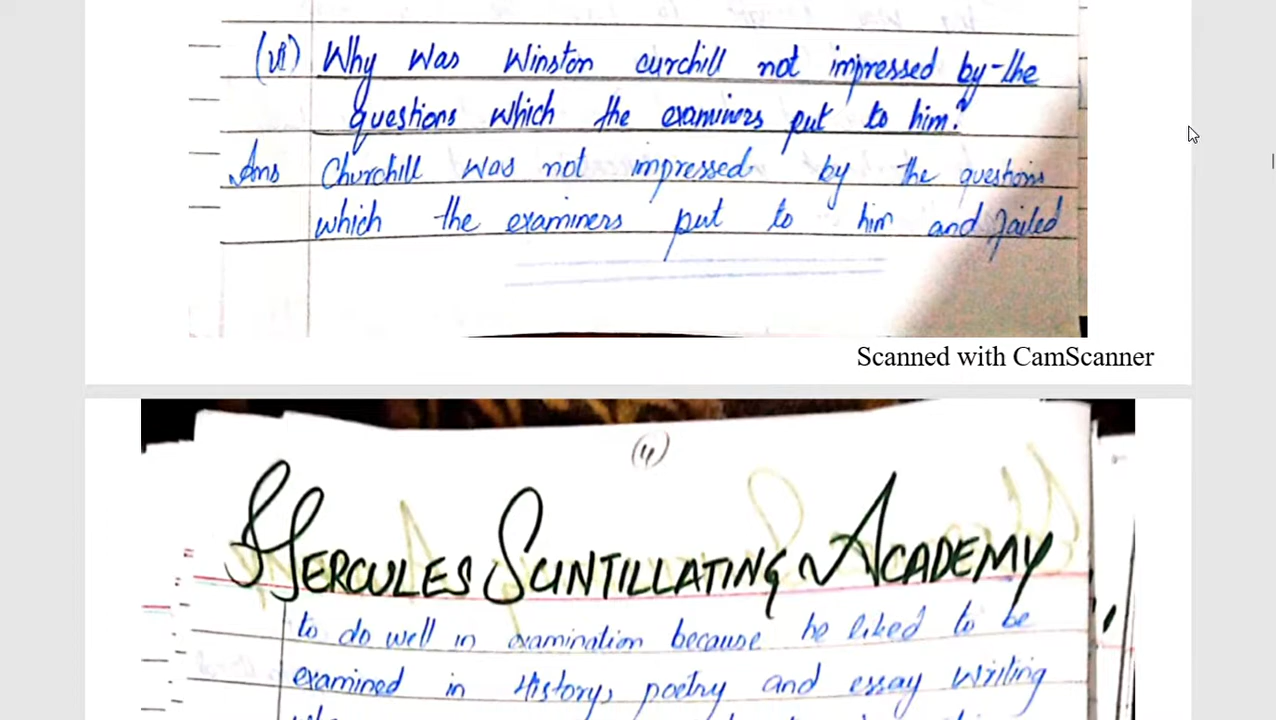 (vi) Why was Winston curchill not impressed by the
questions which the examiners put to him?
Ans Churchill was not impressed by the questions
which the examiners put to him and failed
Scanned with CamScanner
(4)
HERCULES SCINTILLATING ACADEMY
to do well in examination because he liked to be
examined in History, poetry and essay writing